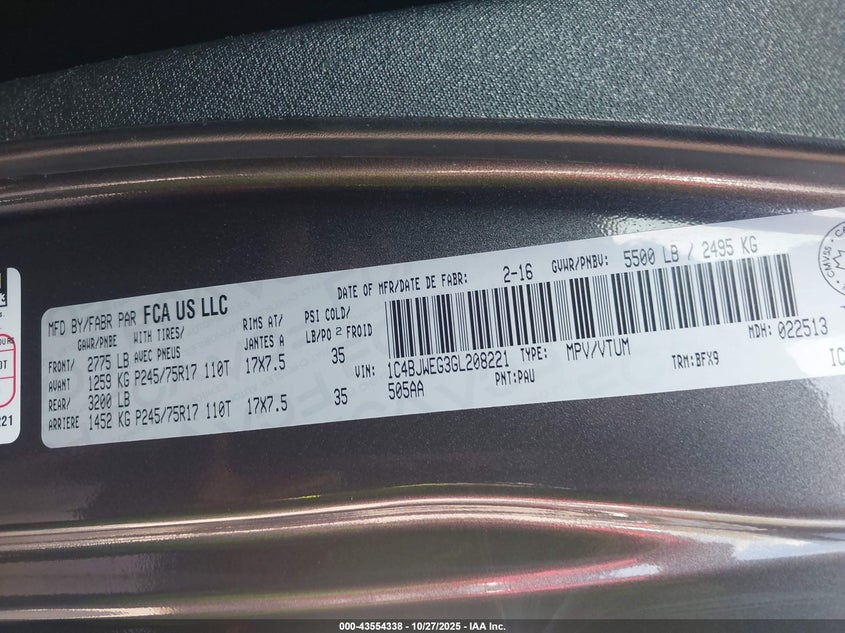 MFD BY/FABR PAR FCA US LLC
DATE OF MFR/DATE DE FABR: 2-16 GVWR/PNBV: 5500 LB / 2495 KG
GAWR/PNBE WITH TIRES/ AVEC PNEUS RIMS AT/ JANTES A PSI COLD/ LB/PO 2 FROID
FRONT/ 2775 LB
AVANT 1259 KG P245/75R17 110T 17X7.5 35
REAR/ 3200 LB
ARRIERE 1452 KG P245/75R17 110T 17X7.5 35
VIN: 1C4BJWEG3GL208221 TYPE: MPV/VTUM MDH: 022513
505AA PNT: PAU TRM: BFX9 IC
221
CMVSS
000-43554338 - 10/27/2025 - IAA Inc.